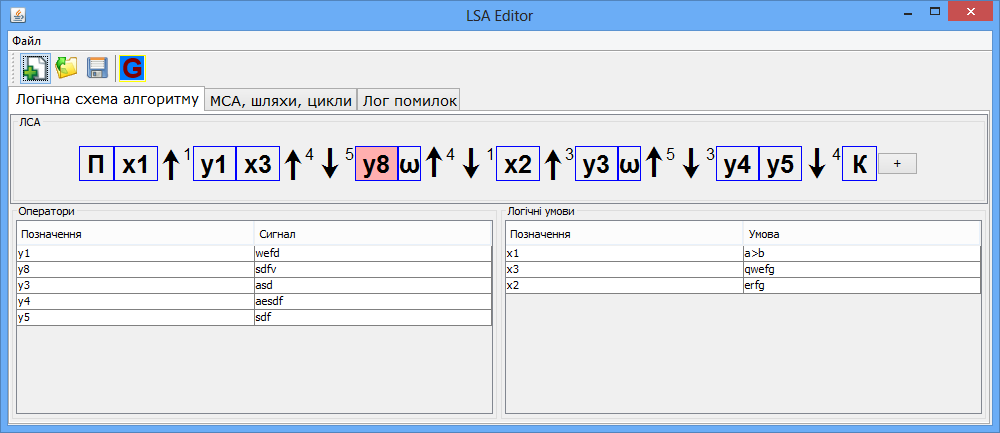 LSA Editor
Файл
G
Логічна схема алгоритму МСА, шляхи, цикли Лог помилок
ЛСА
П x1 ↑ 1 y1 x3 ↑ 4 ↓ 5 y8 ω ↑ 4 ↓ 1 x2 ↑ 3 y3 ω ↑ 5 ↓ 3 y4 y5 ↓ 4 К +
Оператори
Позначення Сигнал
y1 wefd
y8 sdfv
y3 asd
y4 aesdf
y5 sdf
Логічні умови
Позначення Умова
x1 a>b
x3 qwefg
x2 erfg